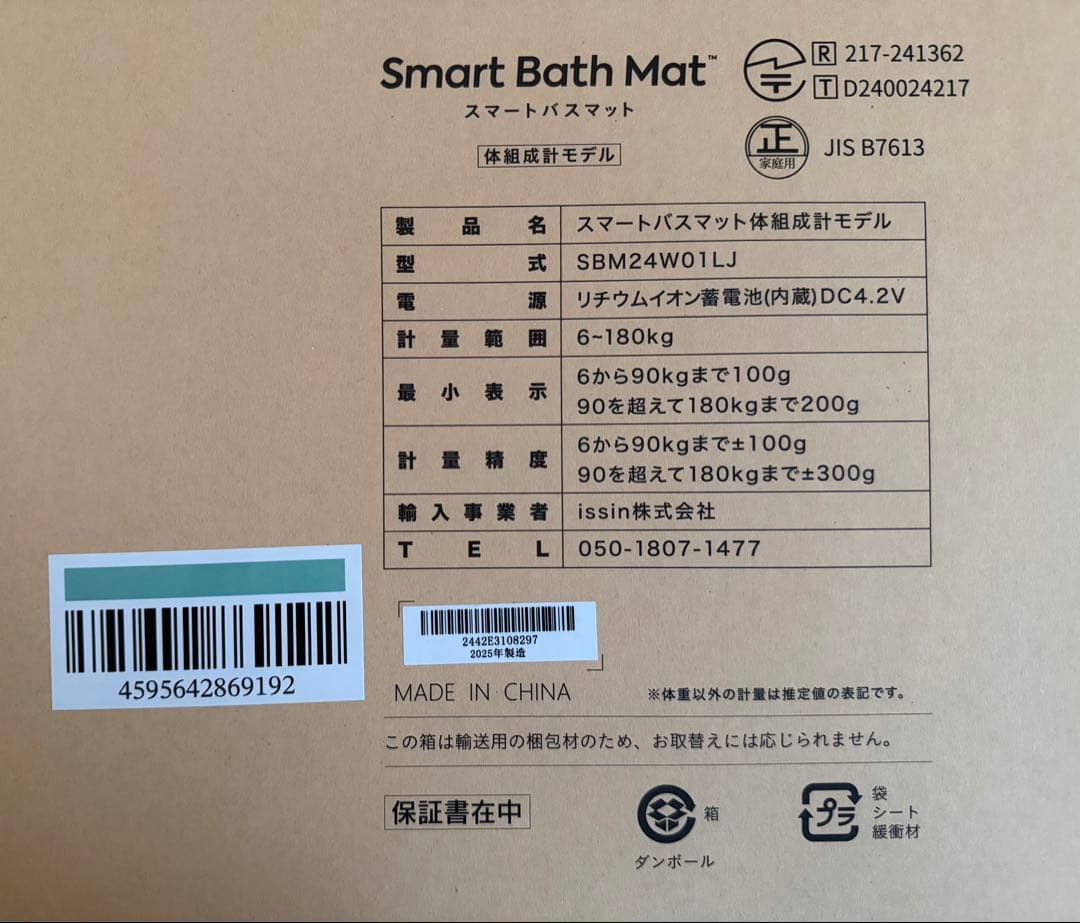 Smart Bath Mat™
スマートバスマット
体組成計モデル
R 217-241362
T D240024217
正
家庭用
JIS B7613
製品名 スマートバスマット体組成計モデル
型式 SBM24W01LJ
電源 リチウムイオン蓄電池(内蔵)DC4.2V
計量範囲 6~180kg
最小表示 6から90kgまで100g
90を超えて180kgまで200g
計量精度 6から90kgまで±100g
90を超えて180kgまで±300g
輸入事業者 issin株式会社
TEL 050-1807-1477
4595642869192
2442E3108297
2025年製造
MADE IN CHINA
※体重以外の計量は推定値の表記です。
この箱は輸送用の梱包材のため、お取替えには応じられません。
保証書在中
箱
ダンボール
プラ
袋
シート
緩衝材